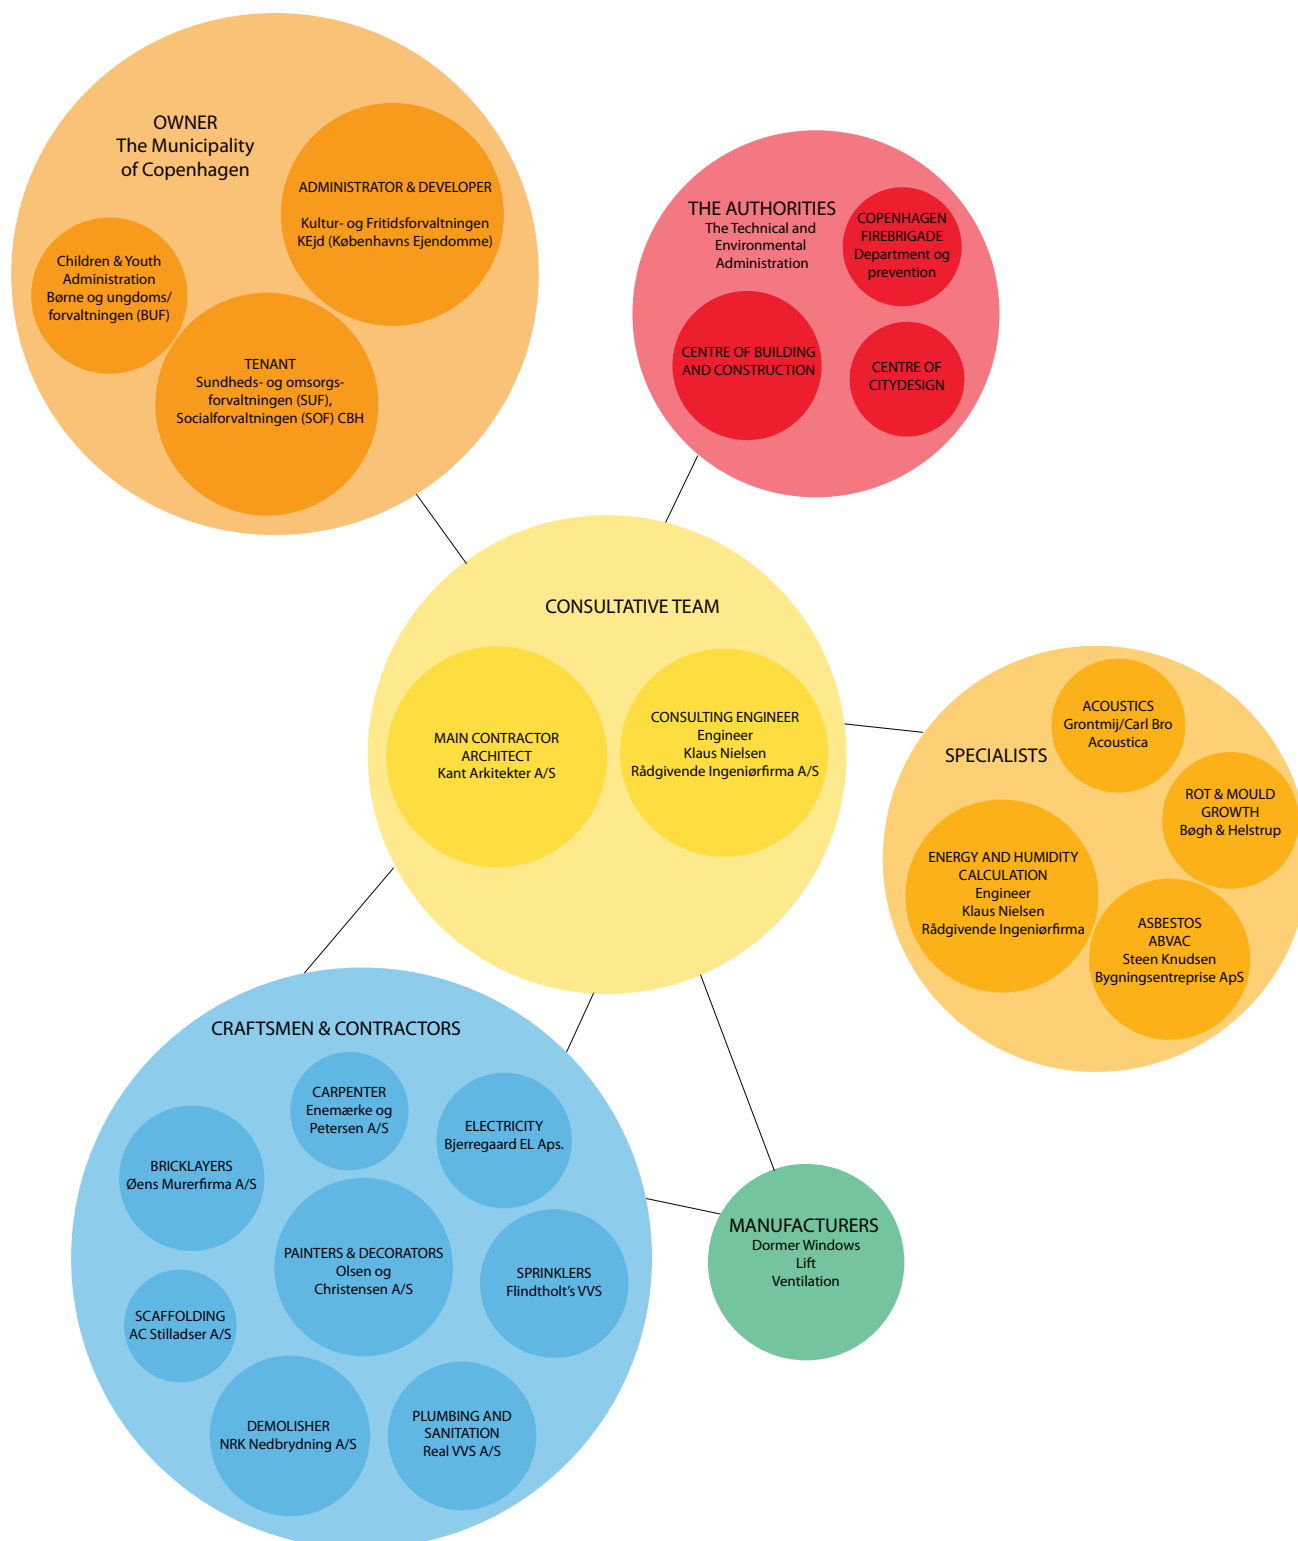 OWNER
The Municipality
of Copenhagen
ADMINISTRATOR & DEVELOPER
Kultur- og Fritidsforvaltningen
KEjd (Københavns Ejendomme)
Children & Youth
Administration
Børne og ungdoms/
forvaltningen (BUF)
TENANT
Sundheds- og omsorgs-
forvaltningen (SUF),
Socialforvaltningen (SOF) CBH
THE AUTHORITIES
The Technical and
Environmental
Administration
COPENHAGEN
FIREBRIGADE
Department og
prevention
CENTRE OF BUILDING
AND CONSTRUCTION
CENTRE OF
CITYDESIGN
CONSULTATIVE TEAM
MAIN CONTRACTOR
ARCHITECT
Kant Arkitekter A/S
CONSULTING ENGINEER
Engineer
Klaus Nielsen
Rådgivende Ingeniørfirma A/S
SPECIALISTS
ACOUSTICS
Grontmij/Carl Bro
Acoustica
ROT & MOULD
GROWTH
Bøgh & Helstrup
ENERGY AND HUMIDITY
CALCULATION
Engineer
Klaus Nielsen
Rådgivende Ingeniørfirma
ASBESTOS
ABVAC
Steen Knudsen
Bygningsentreprise ApS
CRAFTSMEN & CONTRACTORS
CARPENTER
Enemærke og
Petersen A/S
ELECTRICITY
Bjerregaard EL Aps.
BRICKLAYERS
Øens Murerfirma A/S
PAINTERS & DECORATORS
Olsen og
Christensen A/S
SPRINKLERS
Flindtholt's VVS
SCAFFOLDING
AC Stilladser A/S
DEMOLISHER
NRK Nedbrydning A/S
PLUMBING AND
SANITATION
Real VVS A/S
MANUFACTURERS
Dormer Windows
Lift
Ventilation